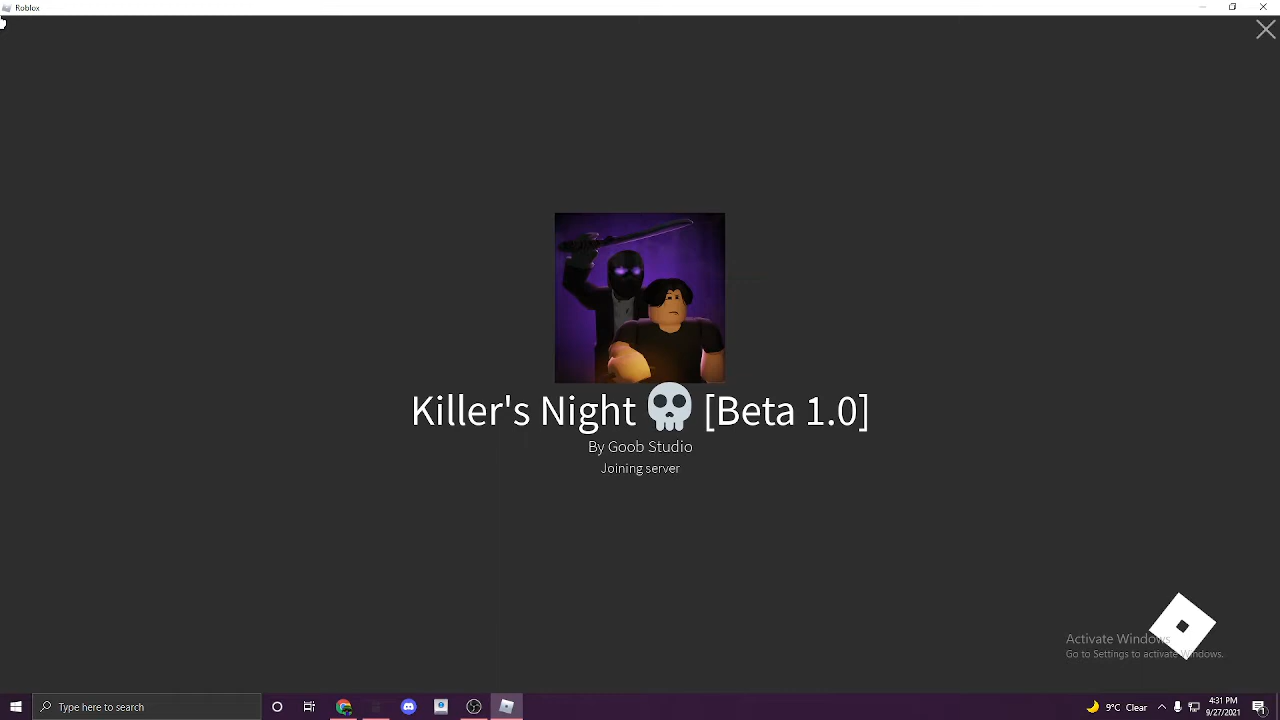 Roblox
Killer's Night 💀 [Beta 1.0]
By Goob Studio
Joining server
Activate Windows
Go to Settings to activate Windows.
Type here to search
9°C Clear
4:31 PM
9/27/2021